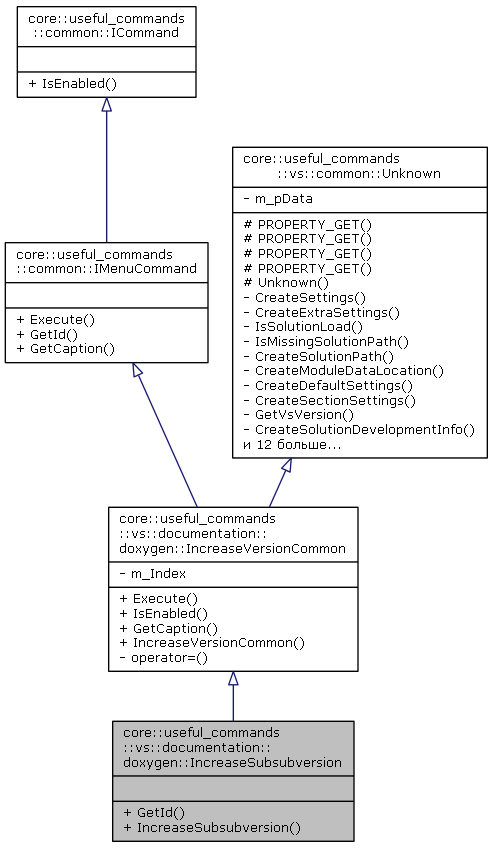 core::useful_commands
::common::ICommand
+ IsEnabled()
core::useful_commands
::vs::common::Unknown
- m_pData
# PROPERTY_GET()
# PROPERTY_GET()
# PROPERTY_GET()
# PROPERTY_GET()
# Unknown()
- CreateSettings()
- CreateExtraSettings()
- IsSolutionLoad()
- IsMissingSolutionPath()
- CreateSolutionPath()
- CreateModuleDataLocation()
- CreateDefaultSettings()
- CreateSectionSettings()
- GetVsVersion()
- CreateSolutionDevelopmentInfo()
и 12 больше...
core::useful_commands
::common::IMenuCommand
+ Execute()
+ GetId()
+ GetCaption()
core::useful_commands
::vs::documentation::
doxygen::IncreaseVersionCommon
- m_Index
+ Execute()
+ IsEnabled()
+ GetCaption()
+ IncreaseVersionCommon()
- operator=()
core::useful_commands
::vs::documentation::
doxygen::IncreaseSubsubversion
+ GetId()
+ IncreaseSubsubversion()